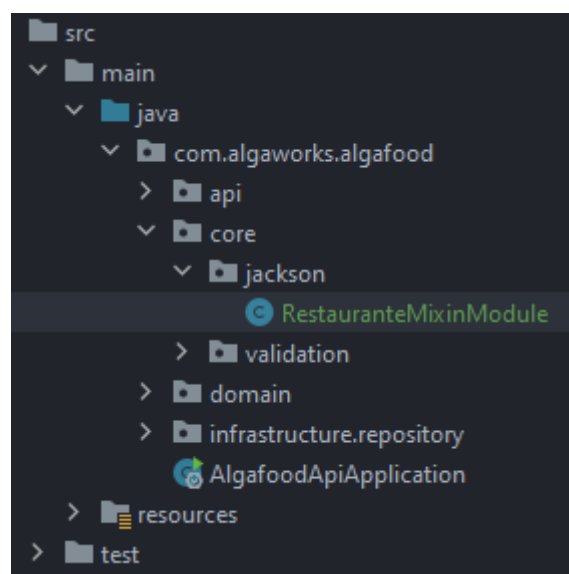 src
main
java
com.algaworks.algafood
api
core
jackson
C RestauranteMixinModule
validation
domain
infrastructure.repository
AlgafoodApiApplication
resources
test